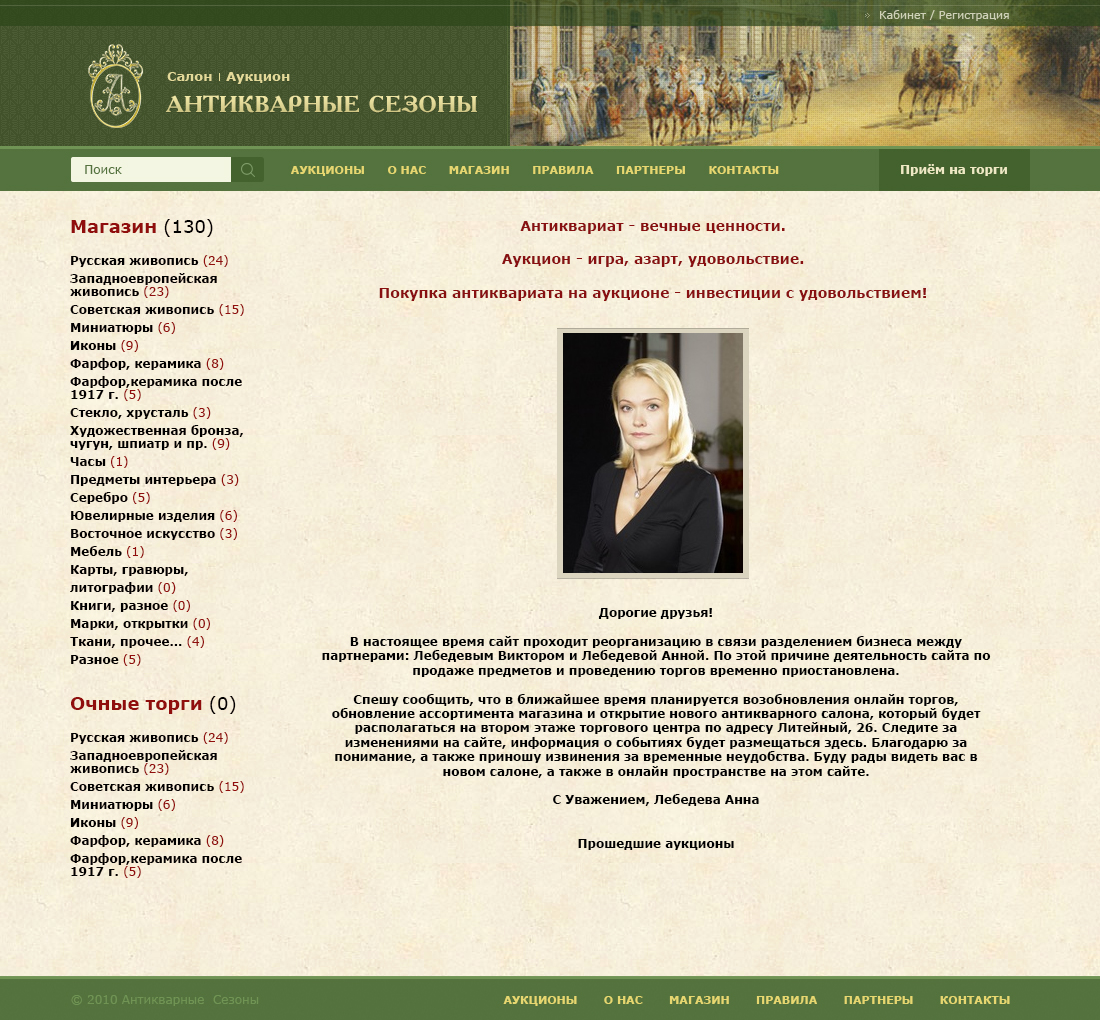 Кабинет / Регистрация
Салон | Аукцион
АНТИКВАРНЫЕ СЕЗОНЫ
Поиск
АУКЦИОНЫ О НАС МАГАЗИН ПРАВИЛА ПАРТНЕРЫ КОНТАКТЫ
Приём на торги
Магазин (130)
Русская живопись (24)
Западноевропейская
живопись (23)
Советская живопись (15)
Миниатюры (6)
Иконы (9)
Фарфор, керамика (8)
Фарфор,керамика после
1917 г. (5)
Стекло, хрусталь (3)
Художественная бронза,
чугун, шпиатр и пр. (9)
Часы (1)
Предметы интерьера (3)
Серебро (5)
Ювелирные изделия (6)
Восточное искусство (3)
Мебель (1)
Карты, гравюры,
литографии (0)
Книги, разное (0)
Марки, открытки (0)
Ткани, прочее... (4)
Разное (5)
Очные торги (0)
Русская живопись (24)
Западноевропейская
живопись (23)
Советская живопись (15)
Миниатюры (6)
Иконы (9)
Фарфор, керамика (8)
Фарфор,керамика после
1917 г. (5)
Антиквариат - вечные ценности.
Аукцион - игра, азарт, удовольствие.
Покупка антиквариата на аукционе - инвестиции с удовольствием!
Дорогие друзья!
В настоящее время сайт проходит реорганизацию в связи разделением бизнеса между
партнерами: Лебедевым Виктором и Лебедевой Анной. По этой причине деятельность сайта по
продаже предметов и проведению торгов временно приостановлена.
Спешу сообщить, что в ближайшее время планируется возобновления онлайн торгов,
обновление ассортимента магазина и открытие нового антикварного салона, который будет
располагаться на втором этаже торгового центра по адресу Литейный, 26. Следите за
изменениями на сайте, информация о событиях будет размещаться здесь. Благодарю за
понимание, а также приношу извинения за временные неудобства. Буду рады видеть вас в
новом салоне, а также в онлайн пространстве на этом сайте.
С Уважением, Лебедева Анна
Прошедшие аукционы
© 2010 Антикварные Сезоны
АУКЦИОНЫ О НАС МАГАЗИН ПРАВИЛА ПАРТНЕРЫ КОНТАКТЫ